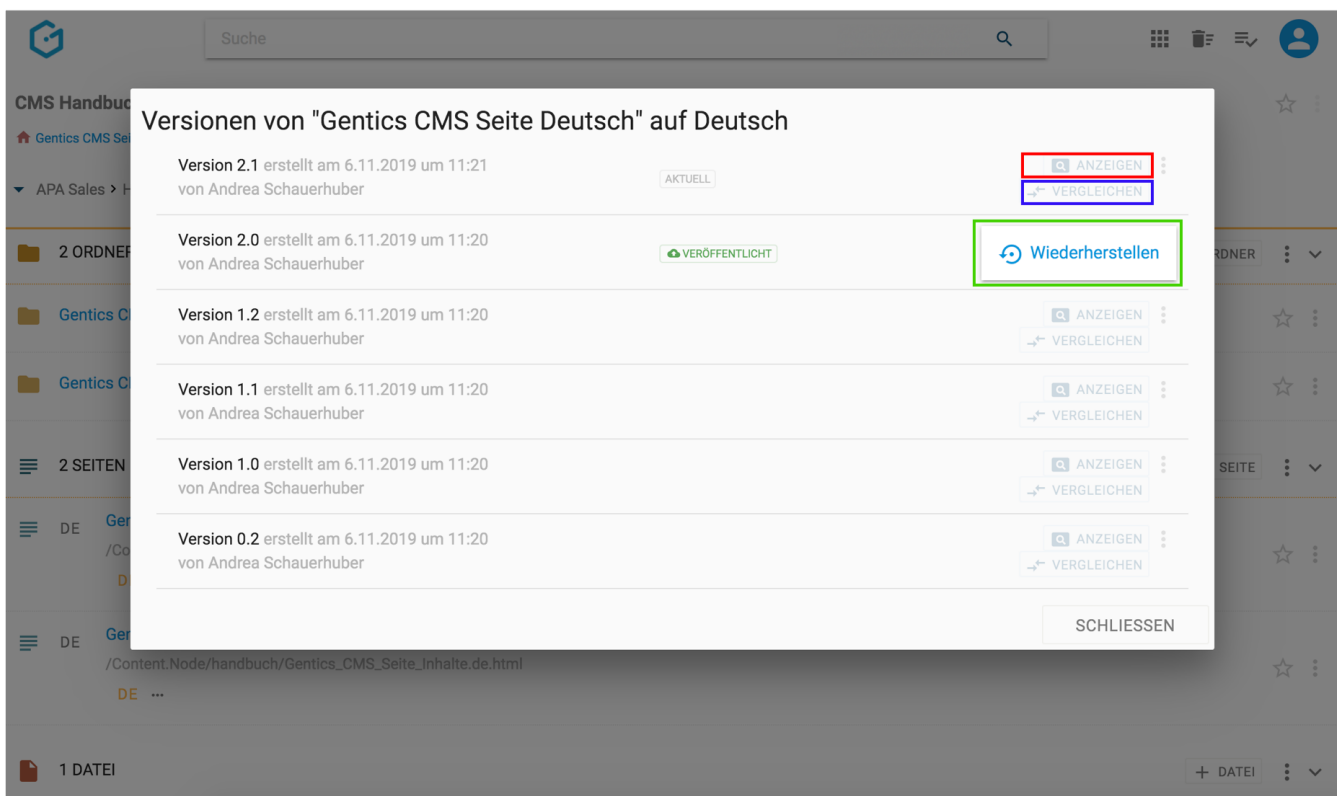 Suche
CMS Handbuc
Gentics CMS Sei
APA Sales > H
Versionen von "Gentics CMS Seite Deutsch" auf Deutsch
Version 2.1 erstellt am 6.11.2019 um 11:21
von Andrea Schauerhuber
AKTUELL
ANZEIGEN
VERGLEICHEN
2 ORDNER
Version 2.0 erstellt am 6.11.2019 um 11:20
von Andrea Schauerhuber
VERÖFFENTLICHT
Wiederherstellen
RDNER
Gentics C
Version 1.2 erstellt am 6.11.2019 um 11:20
von Andrea Schauerhuber
ANZEIGEN
VERGLEICHEN
Gentics C
Version 1.1 erstellt am 6.11.2019 um 11:20
von Andrea Schauerhuber
ANZEIGEN
VERGLEICHEN
2 SEITEN
Version 1.0 erstellt am 6.11.2019 um 11:20
von Andrea Schauerhuber
ANZEIGEN
VERGLEICHEN
SEITE
DE
Ger
/Co
D
Version 0.2 erstellt am 6.11.2019 um 11:20
von Andrea Schauerhuber
ANZEIGEN
VERGLEICHEN
SCHLIESSEN
DE
Ger
/Content.Node/handbuch/Gentics_CMS_Seite_Inhalte.de.html
DE ···
1 DATEI
+ DATEI